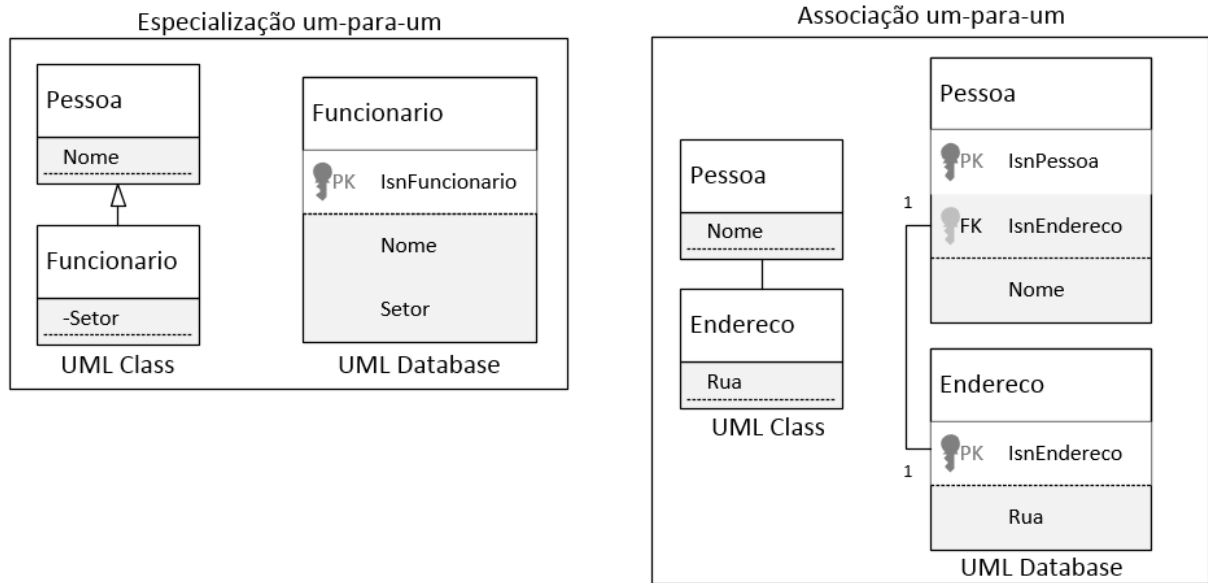 Especialização um-para-um
Pessoa
Nome
Funcionario
-Setor
UML Class
Funcionario
PK IsnFuncionario
Nome
Setor
UML Database
Associação um-para-um
Pessoa
Nome
Endereco
Rua
UML Class
Pessoa
PK IsnPessoa
1
FK IsnEndereco
Nome
Endereco
PK IsnEndereco
1
Rua
UML Database